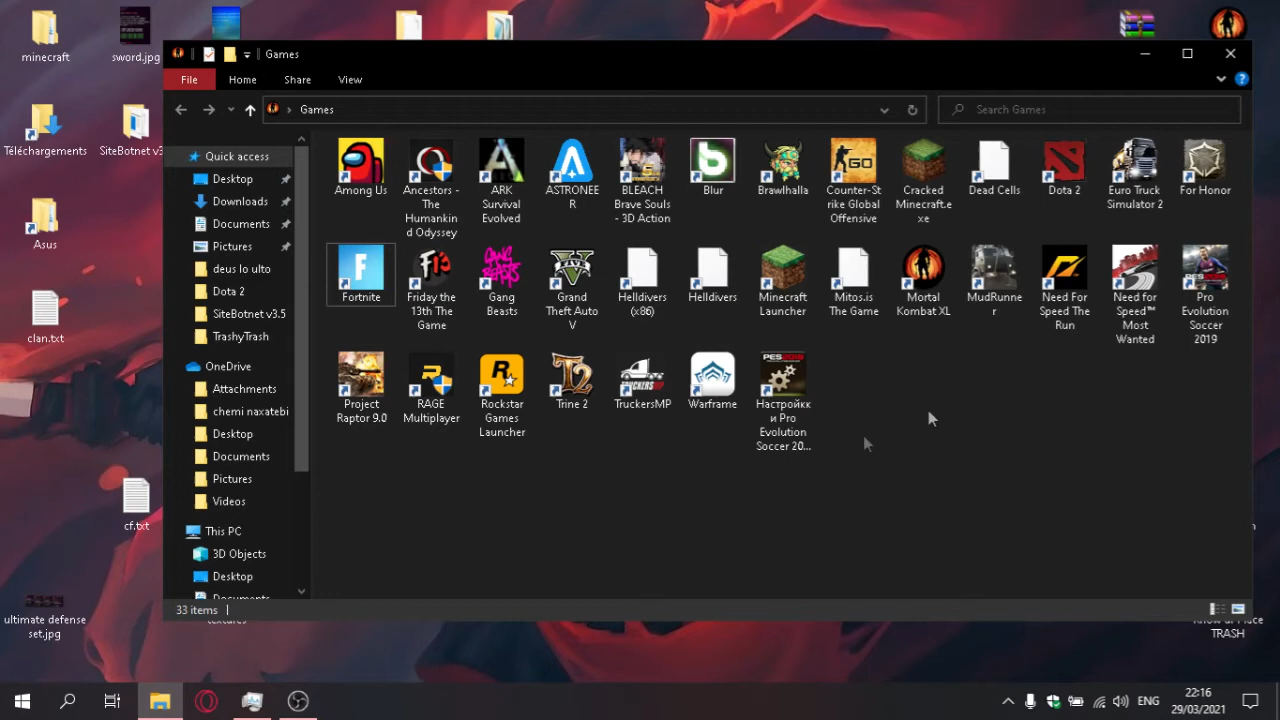 minecraft
sword.jpg
Games
File
Home
Share
View
Games
Search Games
Téléchargements
SiteBotnet v3
Asus
clan.txt
cf.txt
ultimate defense
set.jpg
Quick access
Desktop
Downloads
Documents
Pictures
deus lo ulto
Dota 2
SiteBotnet v3.5
TrashyTrash
OneDrive
Attachments
chemi naxatebi
Desktop
Documents
Pictures
Videos
This PC
3D Objects
Desktop
Documents
Among Us
Ancestors -
The
Humankin
d Odyssey
ARK
Survival
Evolved
ASTRONEE
R
BLEACH
Brave Souls
- 3D Action
Blur
Brawlhalla
Counter-St
rike Global
Offensive
Cracked
Minecraft.e
xe
Dead Cells
Dota 2
Euro Truck
Simulator 2
For Honor
Fortnite
Friday the
13th The
Game
Gang
Beasts
Grand
Theft Auto
V
Helldivers
(x86)
Helldivers
Minecraft
Launcher
Mitos.is
The Game
Mortal
Kombat XL
MudRunne
r
Need For
Speed The
Run
Need for
Speed™
Most
Wanted
Pro
Evolution
Soccer
2019
Project
Raptor 9.0
RAGE
Multiplayer
Rockstar
Games
Launcher
Trine 2
TruckersMP
Warframe
Настройкк
и Pro
Evolution
Soccer 20...
33 items
textures
TRASH
ENG
22:16
29/03/2021